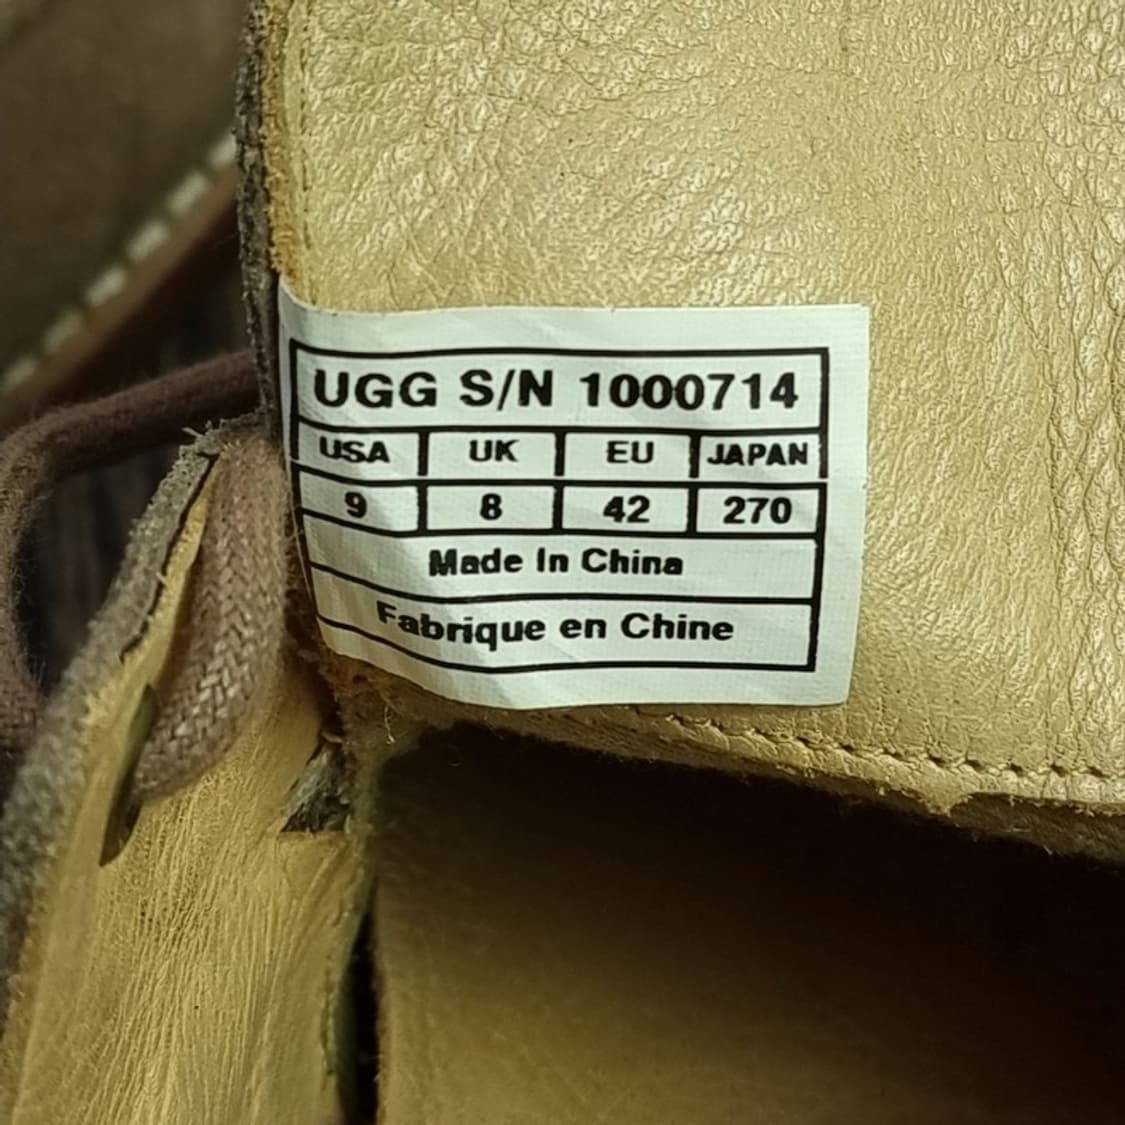 UGG S/N 1000714
USA UK EU JAPAN
9 8 42 270
Made In China
Fabrique en Chine